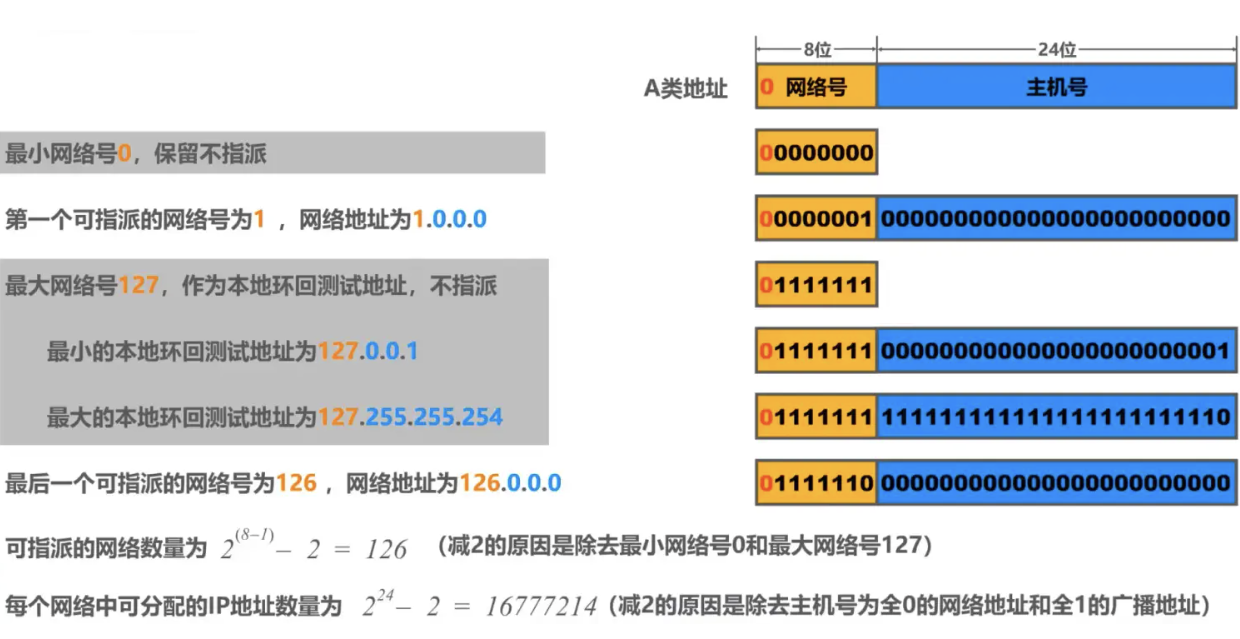 8位 24位
A类地址 0 网络号 主机号
最小网络号0，保留不指派 00000000
第一个可指派的网络号为1 ，网络地址为1.0.0.0 00000001 000000000000000000000000
最大网络号127，作为本地环回测试地址，不指派 01111111
最小的本地环回测试地址为127.0.0.1 01111111 000000000000000000000001
最大的本地环回测试地址为127.255.255.254 01111111 111111111111111111111110
最后一个可指派的网络号为126 ，网络地址为126.0.0.0 01111110 000000000000000000000000
可指派的网络数量为 2^(8−1) − 2 = 126 （减2的原因是除去最小网络号0和最大网络号127）
每个网络中可分配的IP地址数量为 2^24 − 2 = 16777214（减2的原因是除去主机号为全0的网络地址和全1的广播地址）